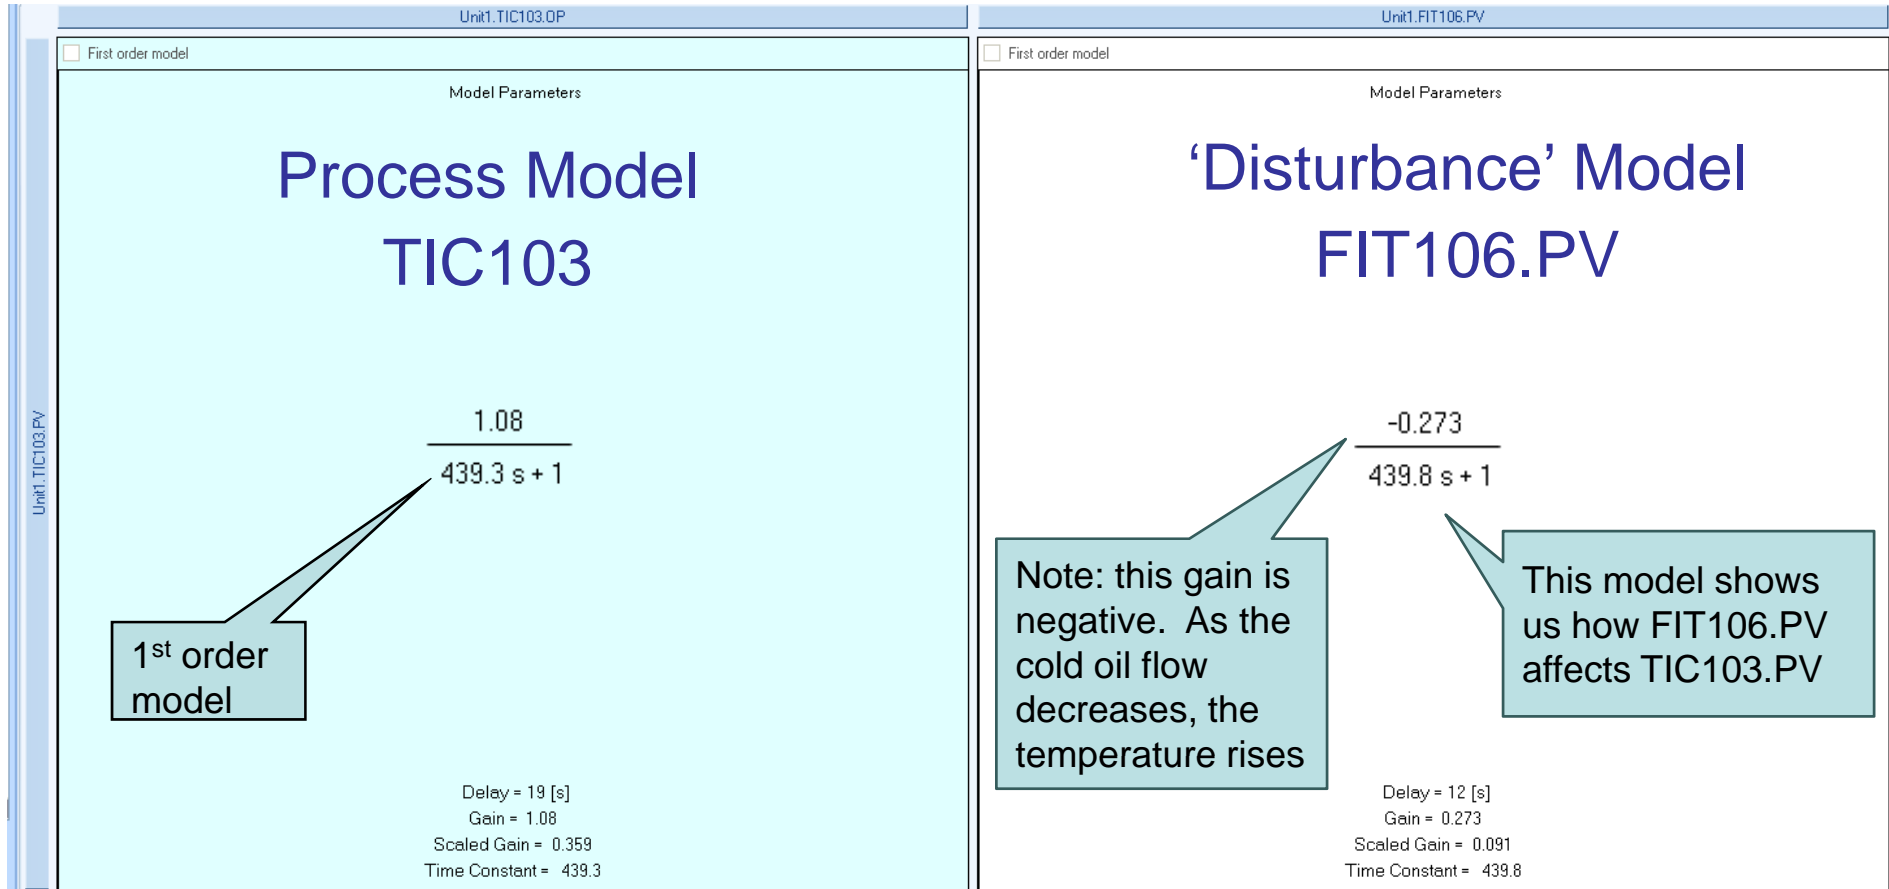 Unit1.TIC103.OP
Unit1.FIT106.PV
Unit1.TIC103.PV
First order model
Model Parameters
Process Model
TIC103
1.08
439.3 s + 1
1st order
model
Delay = 19 [s]
Gain = 1.08
Scaled Gain = 0.359
Time Constant = 439.3
First order model
Model Parameters
‘Disturbance’ Model
FIT106.PV
-0.273
439.8 s + 1
Note: this gain is
negative. As the
cold oil flow
decreases, the
temperature rises
This model shows
us how FIT106.PV
affects TIC103.PV
Delay = 12 [s]
Gain = 0.273
Scaled Gain = 0.091
Time Constant = 439.8